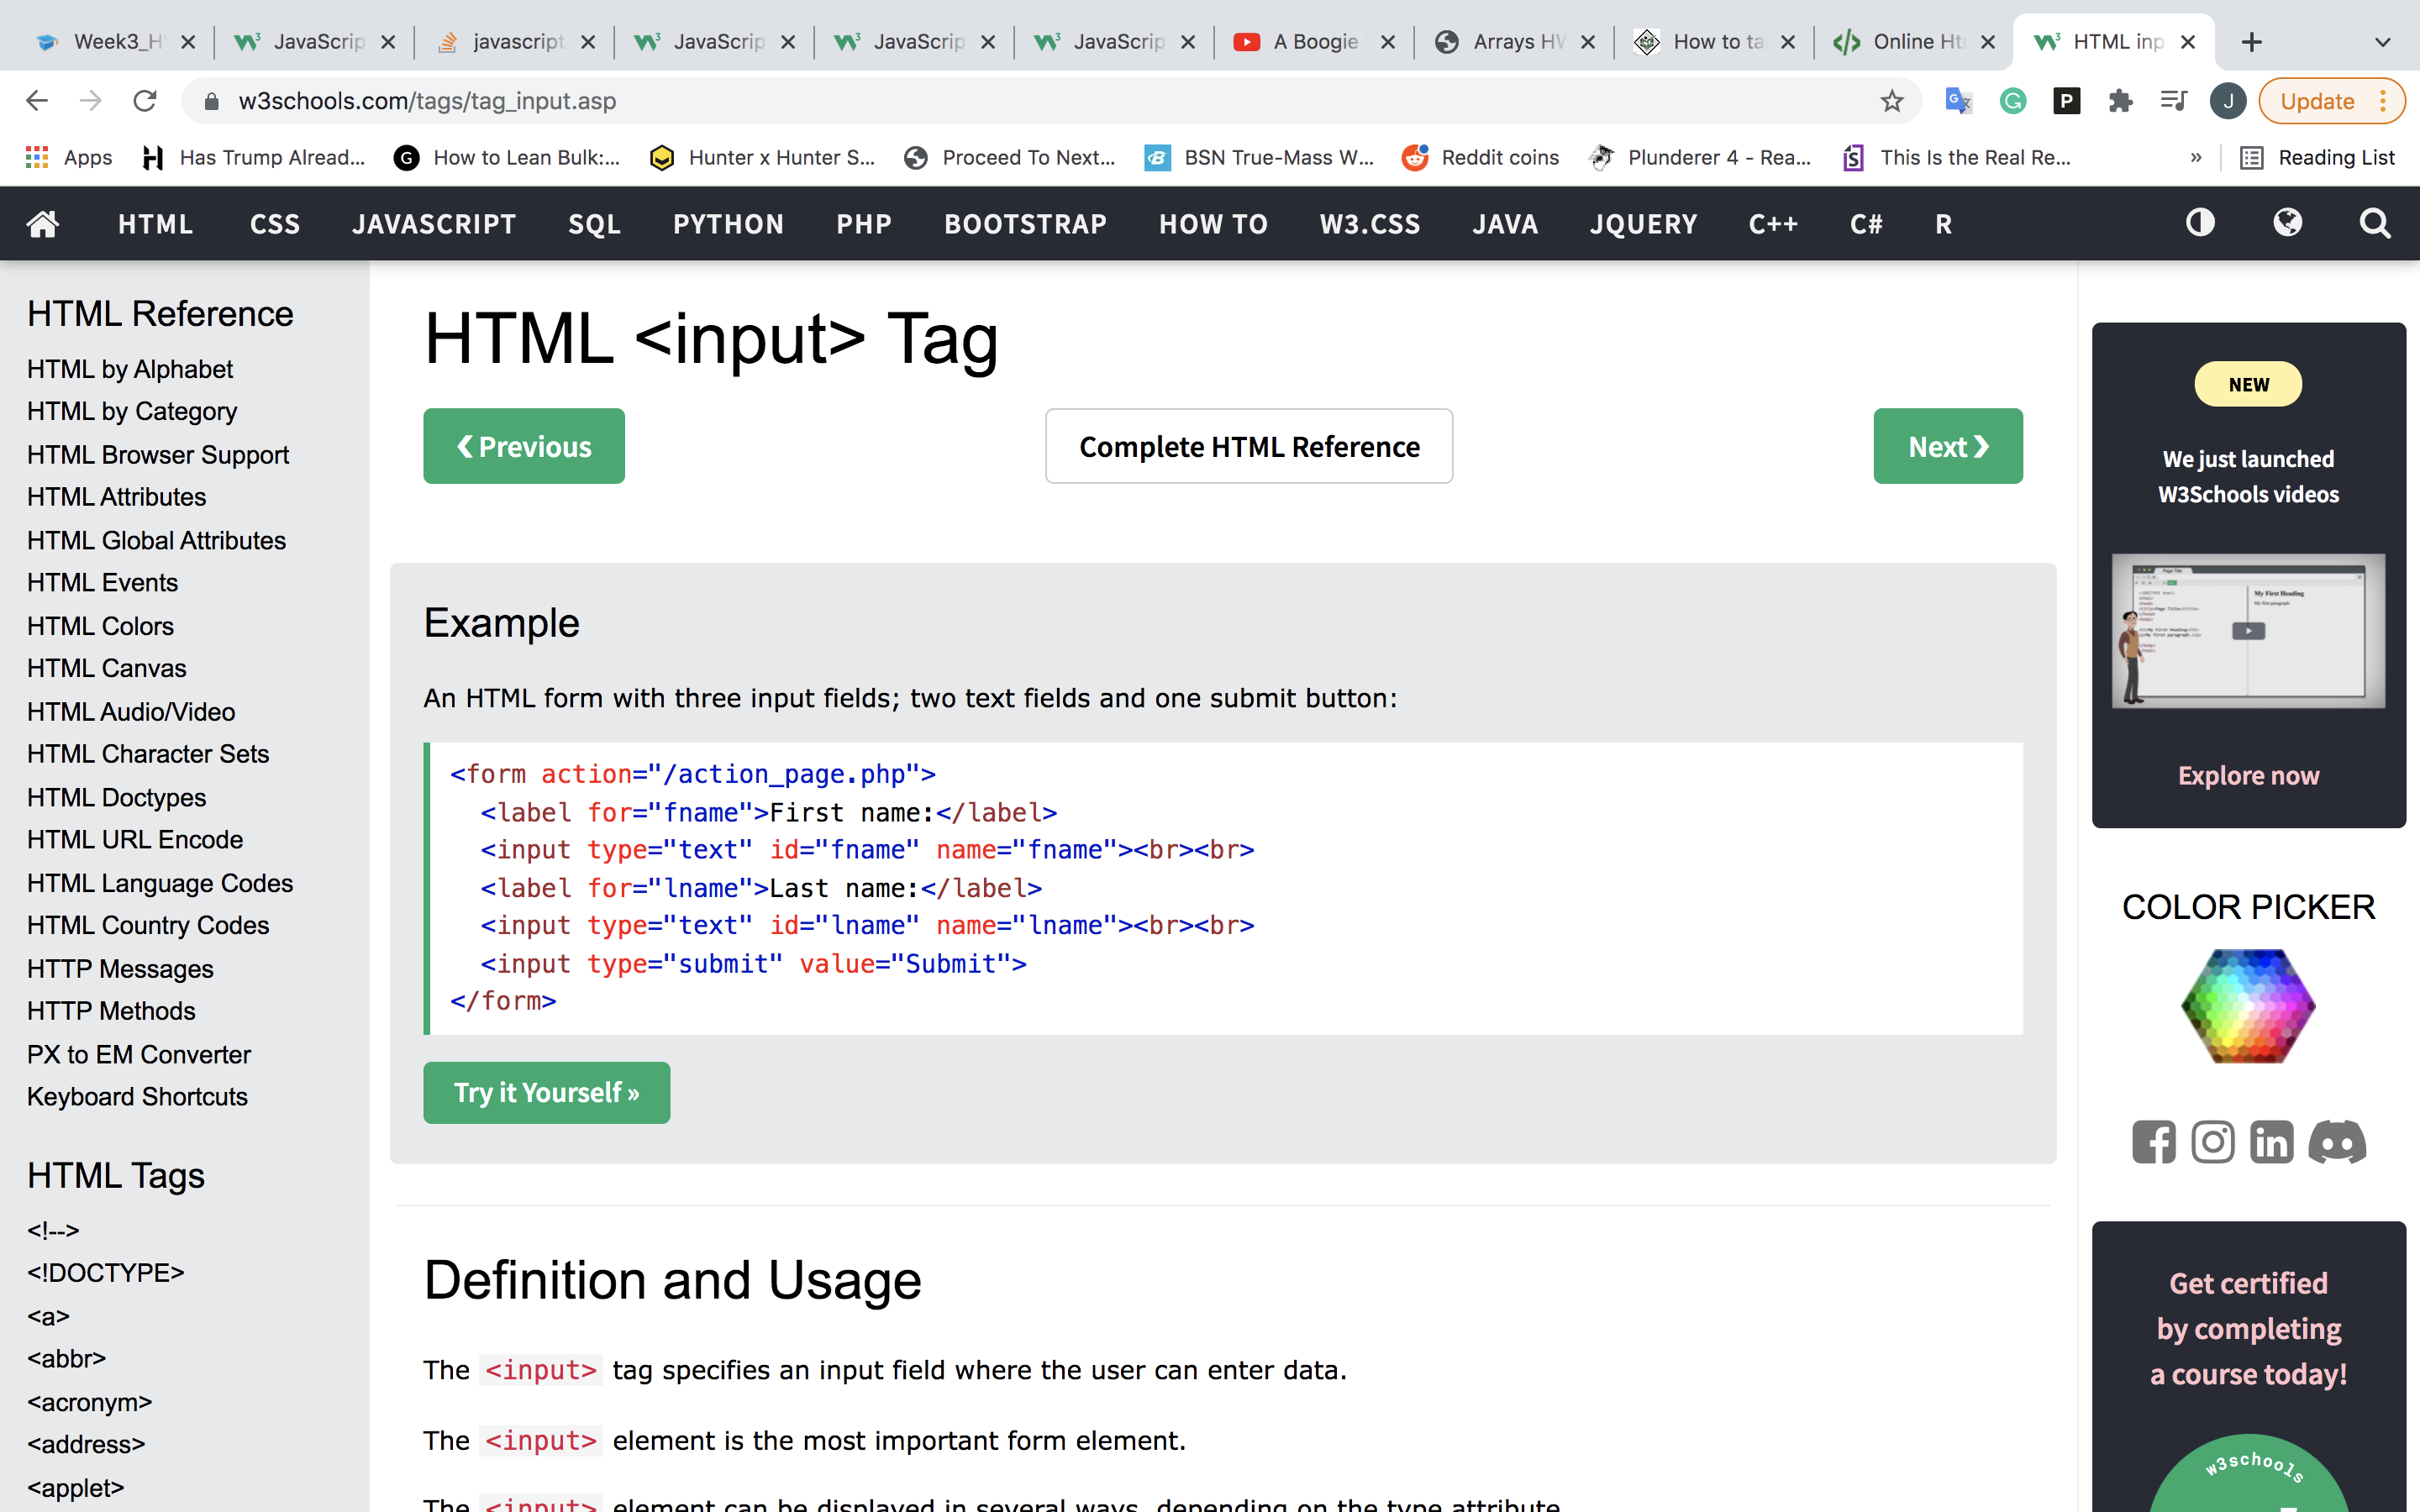 Week3_H
JavaScrip
javascript
JavaScrip
JavaScrip
JavaScrip
A Boogie
Arrays HW
How to ta
Online Ht
HTML inp
w3schools.com/tags/tag_input.asp
J
Update
Apps
Has Trump Alread...
How to Lean Bulk:...
Hunter x Hunter S...
Proceed To Next...
BSN True-Mass W...
Reddit coins
Plunderer 4 - Rea...
This Is the Real Re...
»
Reading List
HTML
CSS
JAVASCRIPT
SQL
PYTHON
PHP
BOOTSTRAP
HOW TO
W3.CSS
JAVA
JQUERY
C++
C#
R
HTML Reference
HTML by Alphabet
HTML by Category
HTML Browser Support
HTML Attributes
HTML Global Attributes
HTML Events
HTML Colors
HTML Canvas
HTML Audio/Video
HTML Character Sets
HTML Doctypes
HTML URL Encode
HTML Language Codes
HTML Country Codes
HTTP Messages
HTTP Methods
PX to EM Converter
Keyboard Shortcuts
HTML Tags
<!-->
<!DOCTYPE>
<a>
<abbr>
<acronym>
<address>
<applet>
HTML <input> Tag
❮ Previous
Complete HTML Reference
Next ❯
Example
An HTML form with three input fields; two text fields and one submit button:
<form action="/action_page.php">
<label for="fname">First name:</label>
<input type="text" id="fname" name="fname"><br><br>
<label for="lname">Last name:</label>
<input type="text" id="lname" name="lname"><br><br>
<input type="submit" value="Submit">
</form>
Try it Yourself »
Definition and Usage
The <input> tag specifies an input field where the user can enter data.
The <input> element is the most important form element.
The <input> element can be displayed in several ways, depending on the type attribute.
NEW
We just launched
W3Schools videos
My First Heading
Explore now
COLOR PICKER
Get certified
by completing
a course today!
w3schools